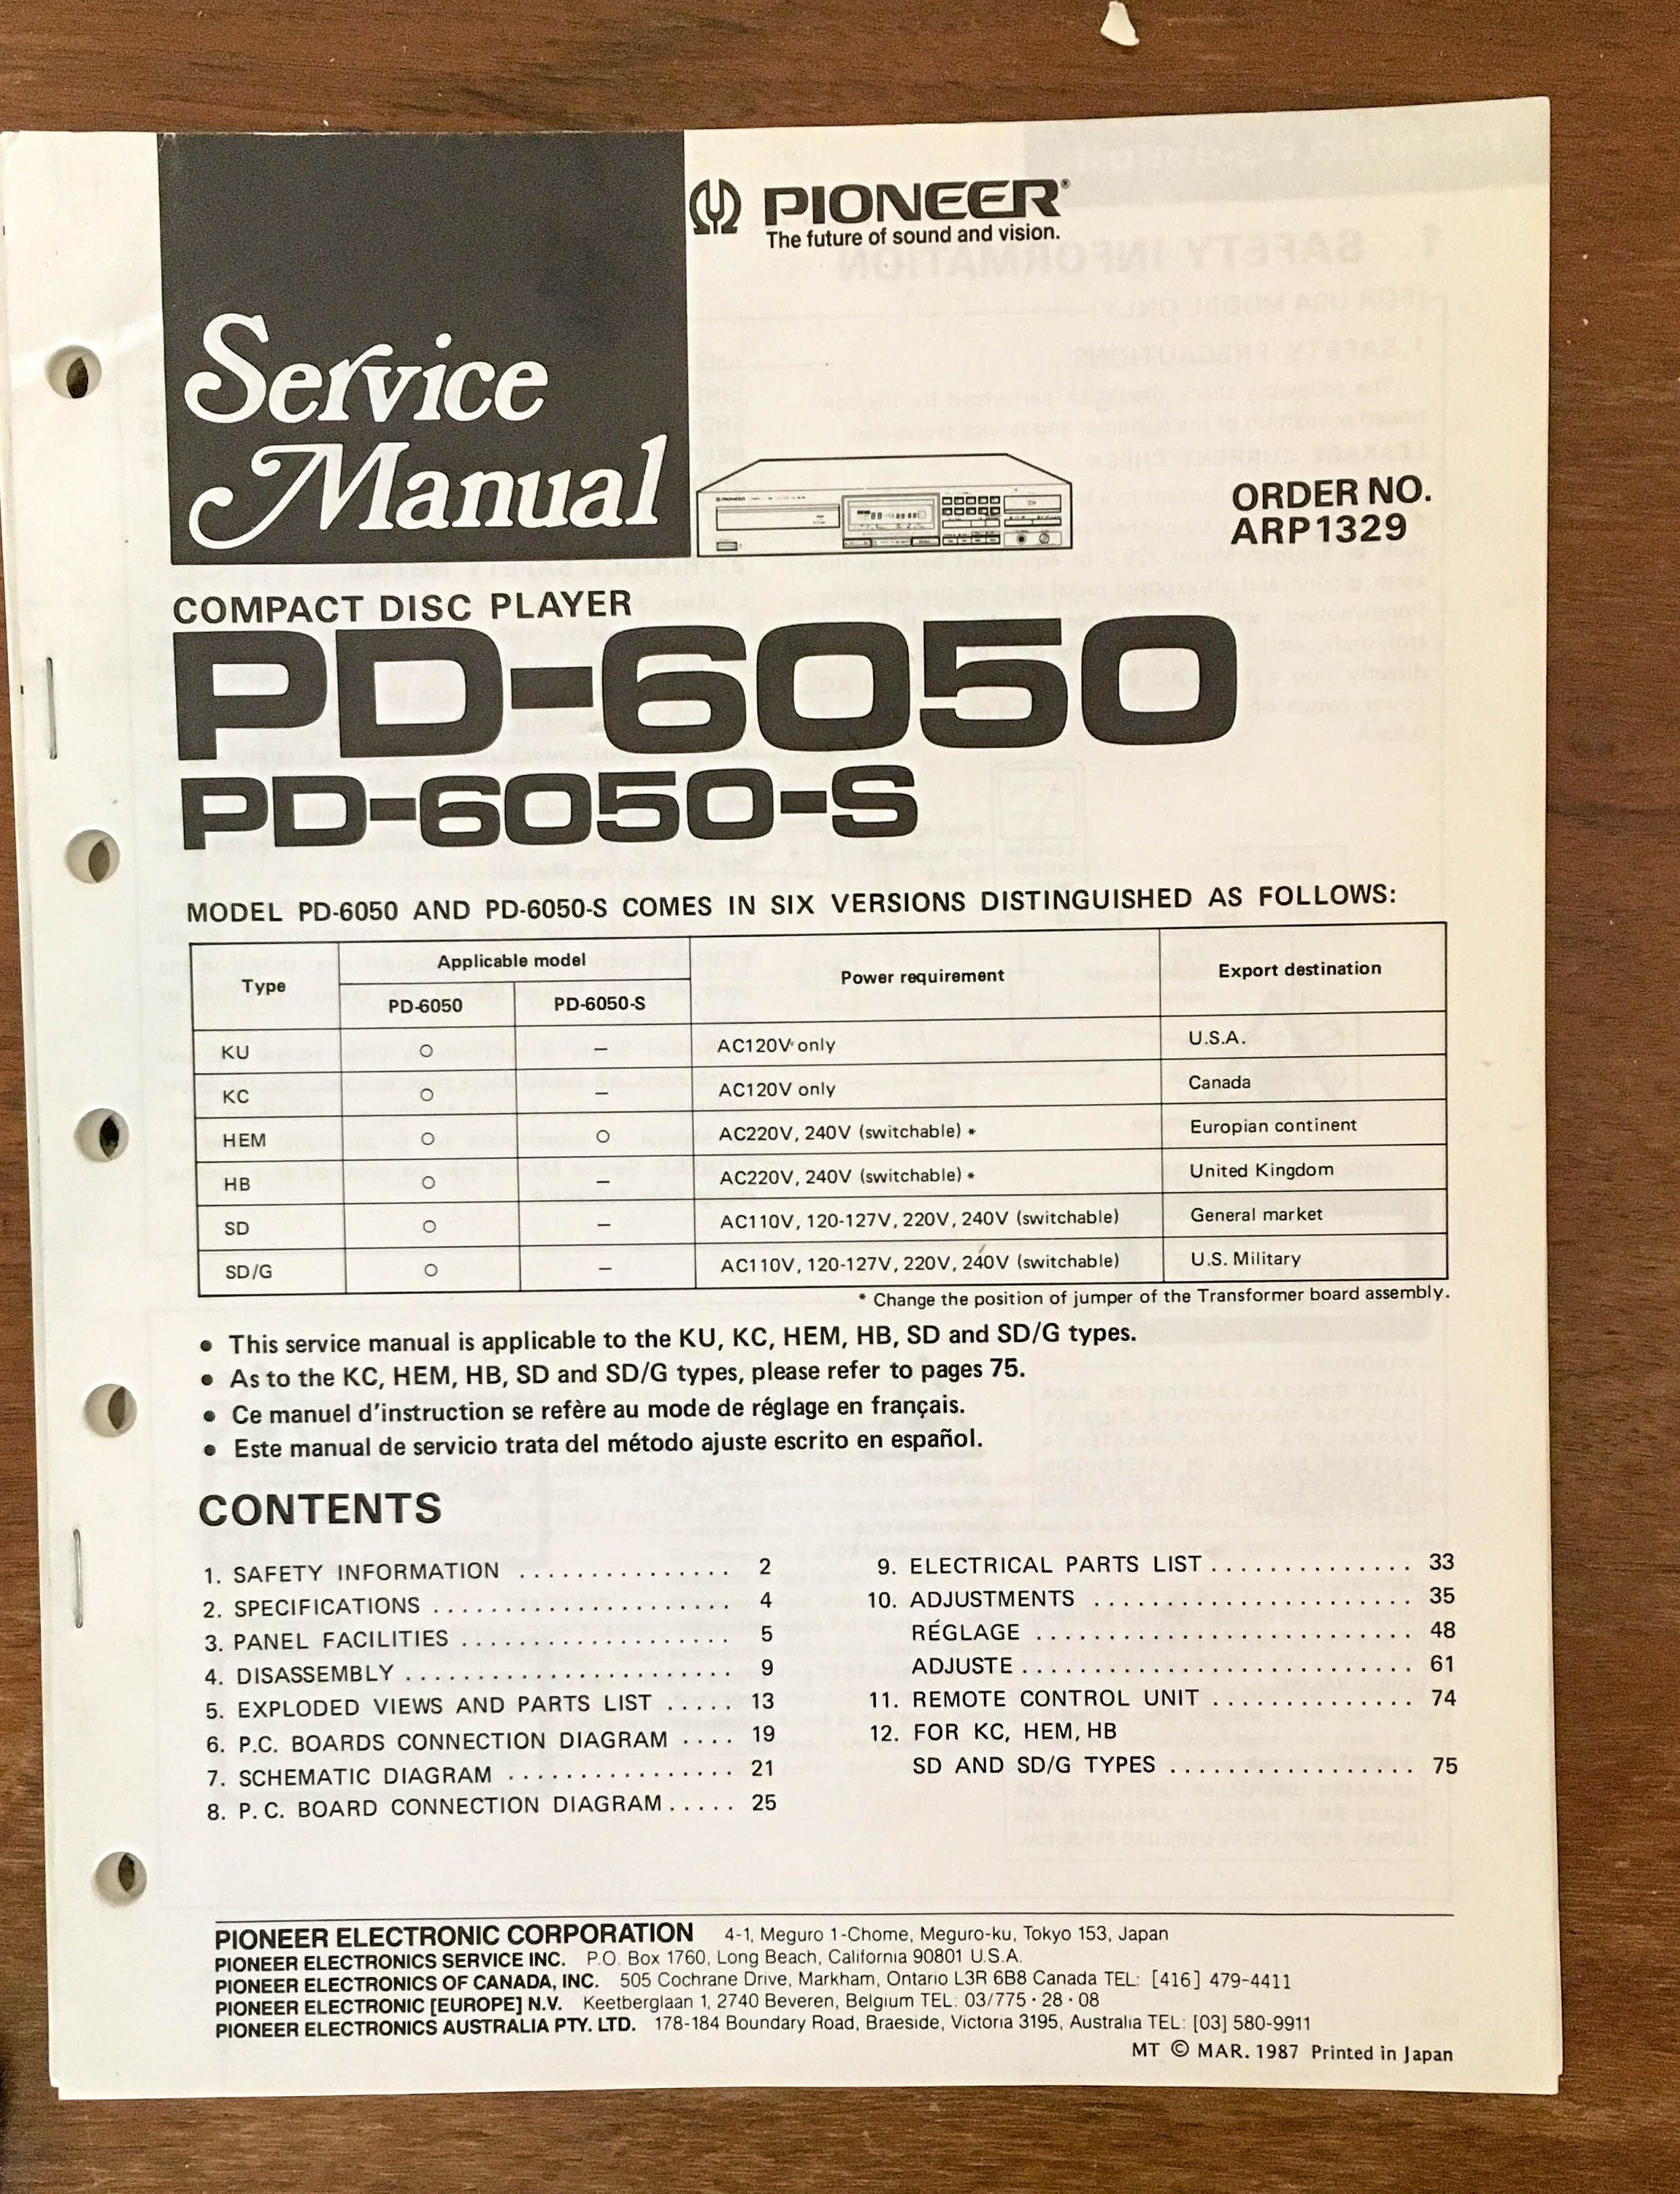 PIONEER®
The future of sound and vision.
Service
Manual
ORDER NO.
ARP1329
COMPACT DISC PLAYER
PD-6050
PD-6050-S
MODEL PD-6050 AND PD-6050-S COMES IN SIX VERSIONS DISTINGUISHED AS FOLLOWS:
Type Applicable model Power requirement Export destination
PD-6050 PD-6050-S
KU ○ – AC120V only U.S.A.
KC ○ – AC120V only Canada
HEM ○ ○ AC220V, 240V (switchable) * Europian continent
HB ○ – AC220V, 240V (switchable) * United Kingdom
SD ○ – AC110V, 120-127V, 220V, 240V (switchable) General market
SD/G ○ – AC110V, 120-127V, 220V, 240V (switchable) U.S. Military
* Change the position of jumper of the Transformer board assembly.
● This service manual is applicable to the KU, KC, HEM, HB, SD and SD/G types.
● As to the KC, HEM, HB, SD and SD/G types, please refer to pages 75.
● Ce manuel d'instruction se refère au mode de réglage en français.
● Este manual de servicio trata del método ajuste escrito en español.
CONTENTS
1. SAFETY INFORMATION ............... 2
2. SPECIFICATIONS ..................... 4
3. PANEL FACILITIES ................... 5
4. DISASSEMBLY ....................... 9
5. EXPLODED VIEWS AND PARTS LIST ..... 13
6. P.C. BOARDS CONNECTION DIAGRAM .... 19
7. SCHEMATIC DIAGRAM ............... 21
8. P.C. BOARD CONNECTION DIAGRAM ..... 25
9. ELECTRICAL PARTS LIST ............. 33
10. ADJUSTMENTS ...................... 35
RÉGLAGE .......................... 48
ADJUSTE ........................... 61
11. REMOTE CONTROL UNIT .............. 74
12. FOR KC, HEM, HB
SD AND SD/G TYPES ................. 75
PIONEER ELECTRONIC CORPORATION 4-1, Meguro 1-Chome, Meguro-ku, Tokyo 153, Japan
PIONEER ELECTRONICS SERVICE INC. P.O. Box 1760, Long Beach, California 90801 U.S.A.
PIONEER ELECTRONICS OF CANADA, INC. 505 Cochrane Drive, Markham, Ontario L3R 6B8 Canada TEL: [416] 479-4411
PIONEER ELECTRONIC [EUROPE] N.V. Keetberglaan 1, 2740 Beveren, Belgium TEL: 03/775·28·08
PIONEER ELECTRONICS AUSTRALIA PTY. LTD. 178-184 Boundary Road, Braeside, Victoria 3195, Australia TEL: [03] 580-9911
MT © MAR. 1987 Printed in Japan